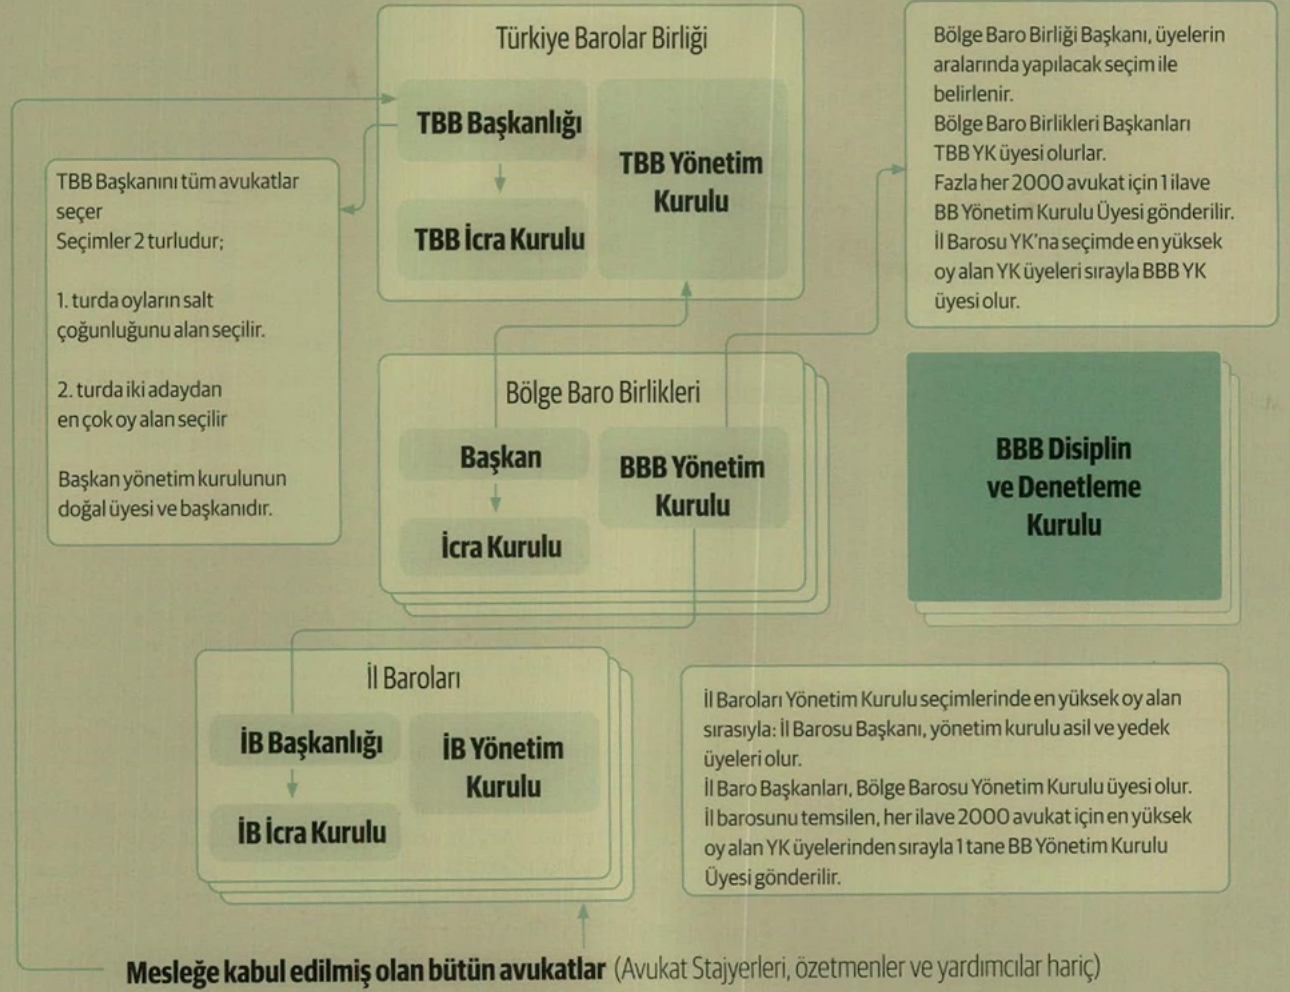 Türkiye Barolar Birliği
TBB Başkanlığı
TBB İcra Kurulu
TBB Yönetim
Kurulu
Bölge Baro Birliği Başkanı, üyelerin
aralarında yapılacak seçim ile
belirlenir.
Bölge Baro Birlikleri Başkanları
TBB YK üyesi olurlar.
Fazla her 2000 avukat için 1 ilave
BB Yönetim Kurulu Üyesi gönderilir.
İl Barosu YK'na seçimde en yüksek
oy alan YK üyeleri sırayla BBB YK
üyesi olur.
TBB Başkanını tüm avukatlar
seçer
Seçimler 2 turludur;
1. turda oyların salt
çoğunluğunu alan seçilir.
2. turda iki adaydan
en çok oy alan seçilir
Başkan yönetim kurulunun
doğal üyesi ve başkanıdır.
Bölge Baro Birlikleri
Başkan
İcra Kurulu
BBB Yönetim
Kurulu
BBB Disiplin
ve Denetleme
Kurulu
İl Baroları
İB Başkanlığı
İB İcra Kurulu
İB Yönetim
Kurulu
İl Baroları Yönetim Kurulu seçimlerinde en yüksek oy alan
sırasıyla: İl Barosu Başkanı, yönetim kurulu asil ve yedek
üyeleri olur.
İl Baro Başkanları, Bölge Barosu Yönetim Kurulu üyesi olur.
İl barosunu temsilen, her ilave 2000 avukat için en yüksek
oy alan YK üyelerinden sırayla 1 tane BB Yönetim Kurulu
Üyesi gönderilir.
Mesleğe kabul edilmiş olan bütün avukatlar (Avukat Stajyerleri, özetmenler ve yardımcılar hariç)